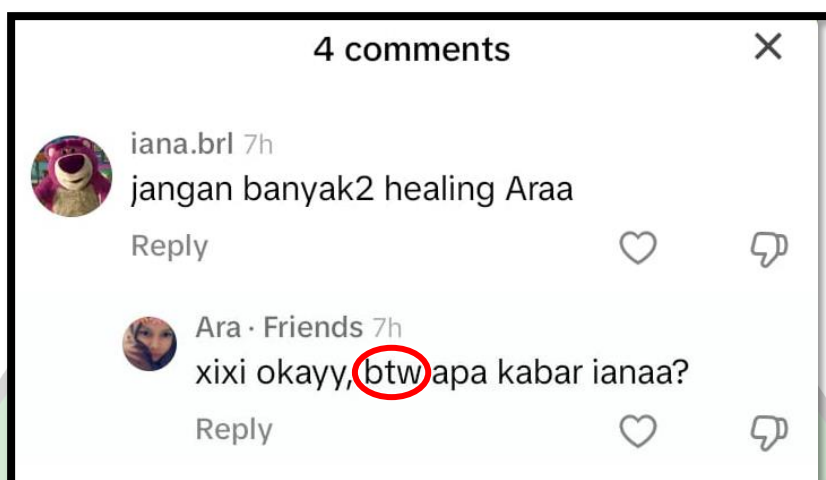 4 comments
iana.brl 7h
jangan banyak2 healing Araa
Reply
Ara · Friends 7h
xixi okayy, btw apa kabar ianaa?
Reply